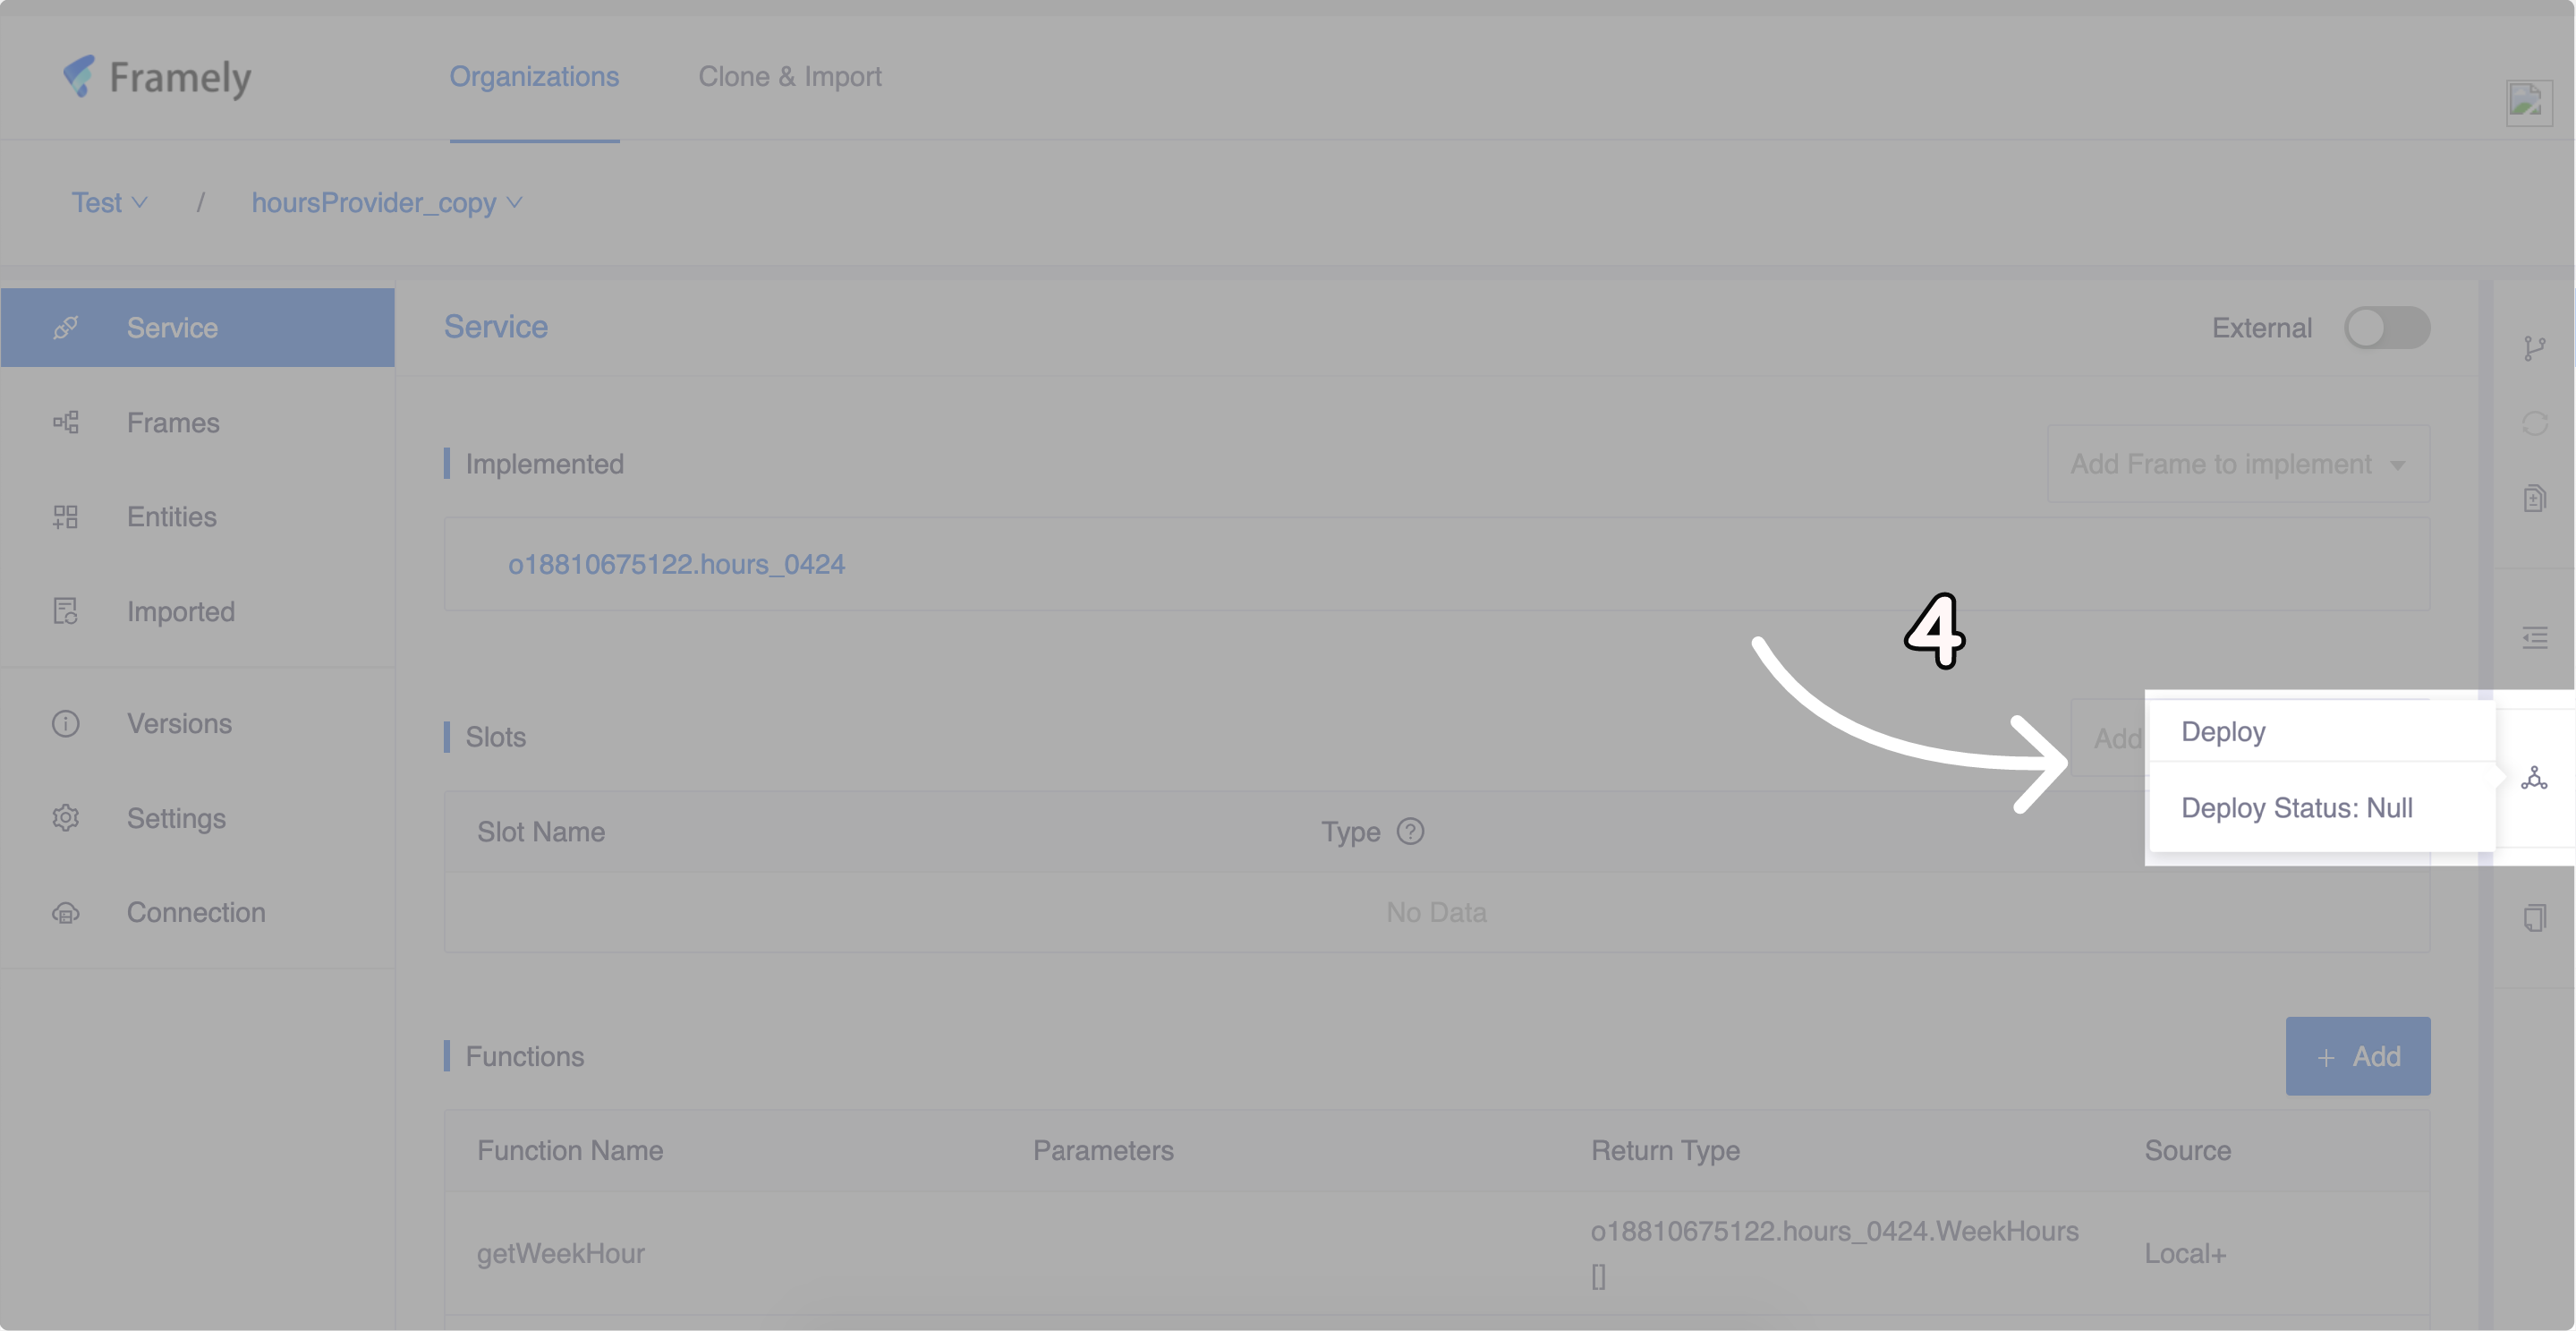 Framely
Organizations
Clone & Import
Test / hoursProvider_copy
Service
Frames
Entities
Imported
Versions
Settings
Connection
Service
External
Implemented
Add Frame to implement
o18810675122.hours_0424
4
Slots
Add
Deploy
Deploy Status: Null
Slot Name
Type ?
No Data
Functions
+ Add
Function Name
Parameters
Return Type
Source
getWeekHour
o18810675122.hours_0424.WeekHours
[]
Local+